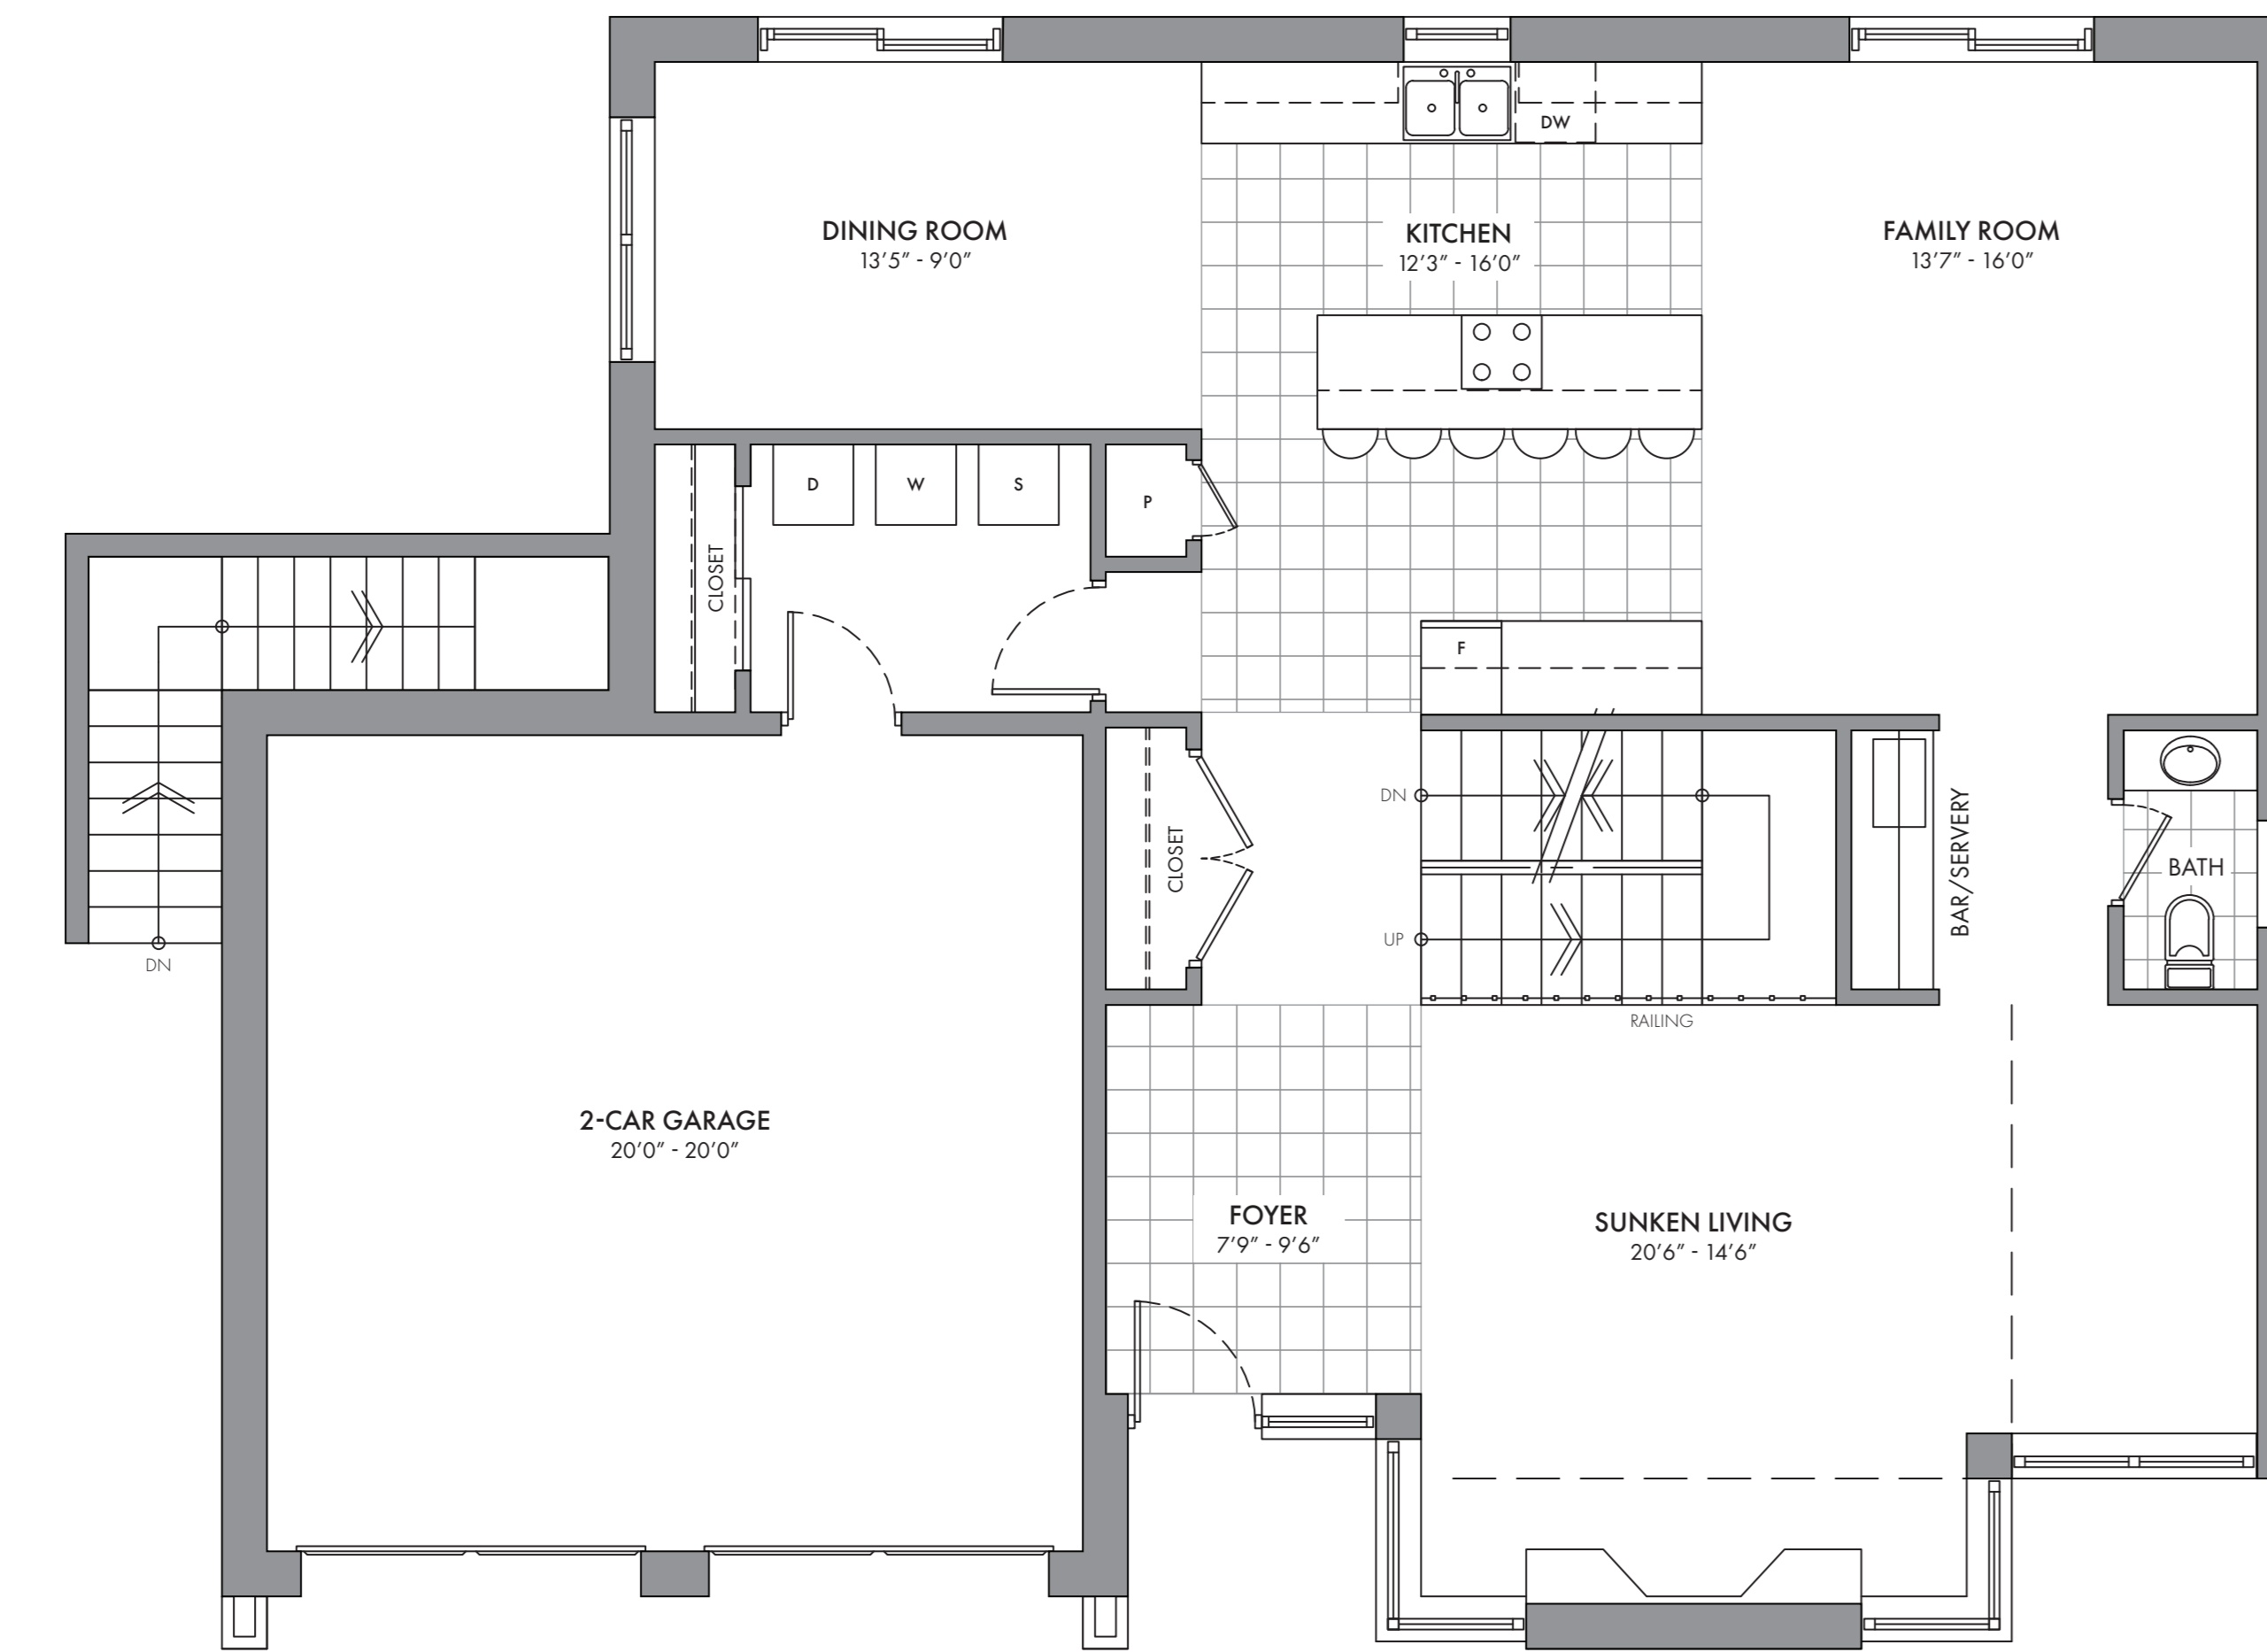 DW
DINING ROOM
13'5" - 9'0"
KITCHEN
12'3" - 16'0"
FAMILY ROOM
13'7" - 16'0"
D
W
S
P
CLOSET
F
DN
CLOSET
UP
BAR/SERVERY
BATH
DN
RAILING
2-CAR GARAGE
20'0" - 20'0"
FOYER
7'9" - 9'6"
SUNKEN LIVING
20'6" - 14'6"